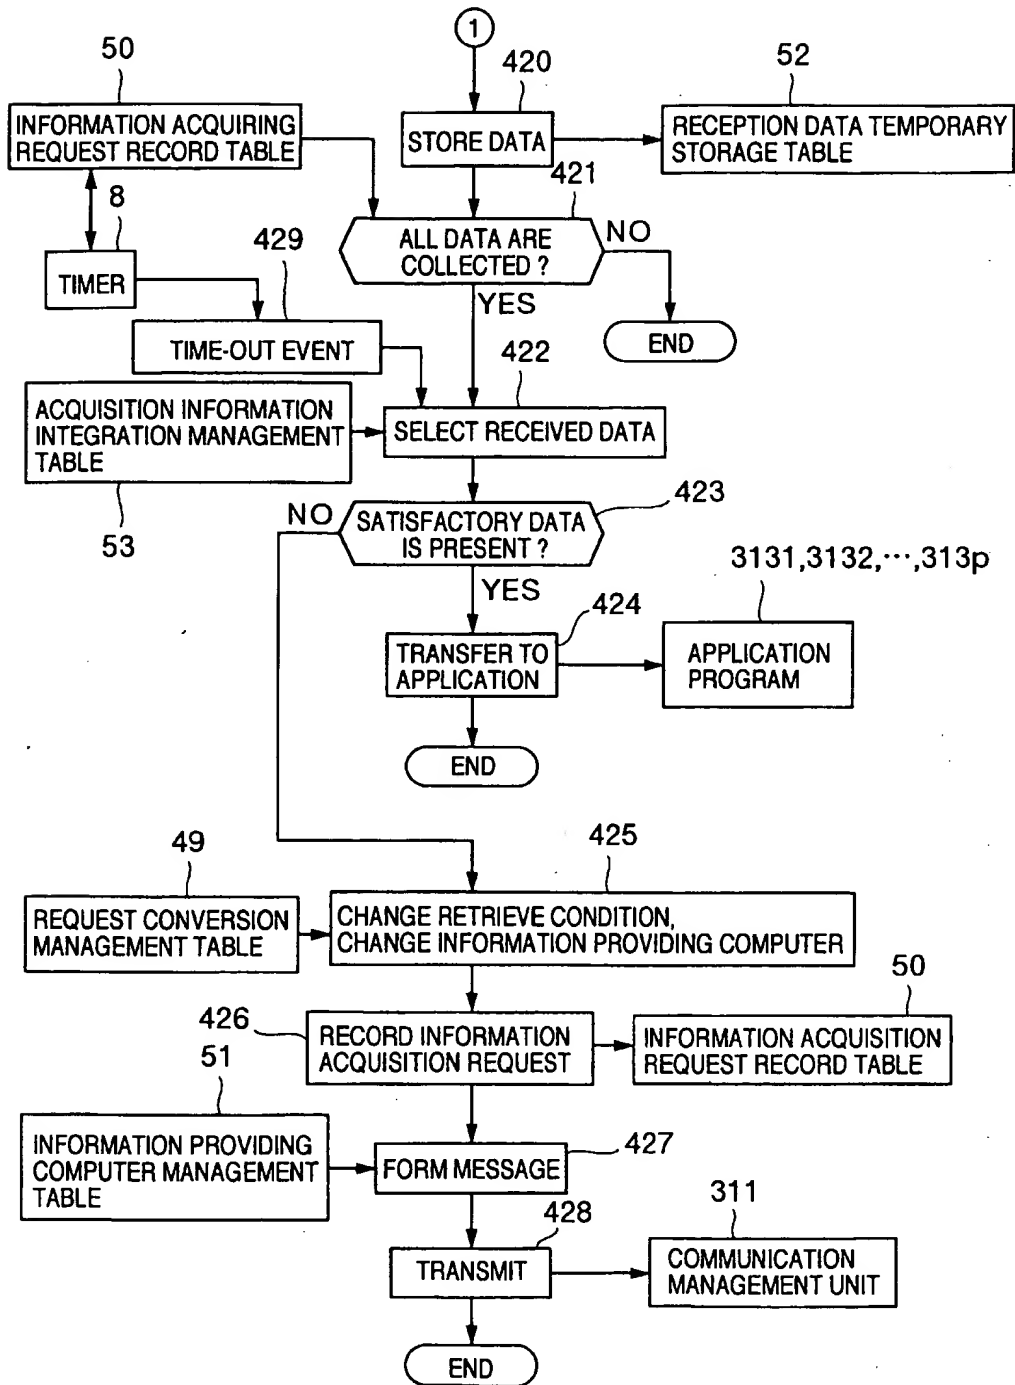 1
50
420
52
INFORMATION ACQUIRING
REQUEST RECORD TABLE
STORE DATA
RECEPTION DATA TEMPORARY
STORAGE TABLE
8
421
429
ALL DATA ARE
COLLECTED ?
NO
TIMER
YES
END
TIME-OUT EVENT
422
ACQUISITION INFORMATION
INTEGRATION MANAGEMENT
TABLE
SELECT RECEIVED DATA
53
NO
SATISFACTORY DATA
IS PRESENT ?
423
YES
3131,3132,···,313p
424
TRANSFER TO
APPLICATION
APPLICATION
PROGRAM
END
49
425
REQUEST CONVERSION
MANAGEMENT TABLE
CHANGE RETRIEVE CONDITION,
CHANGE INFORMATION PROVIDING COMPUTER
50
426
RECORD INFORMATION
ACQUISITION REQUEST
INFORMATION ACQUISITION
REQUEST RECORD TABLE
51
INFORMATION PROVIDING
COMPUTER MANAGEMENT
TABLE
FORM MESSAGE
427
428
311
TRANSMIT
COMMUNICATION
MANAGEMENT UNIT
END